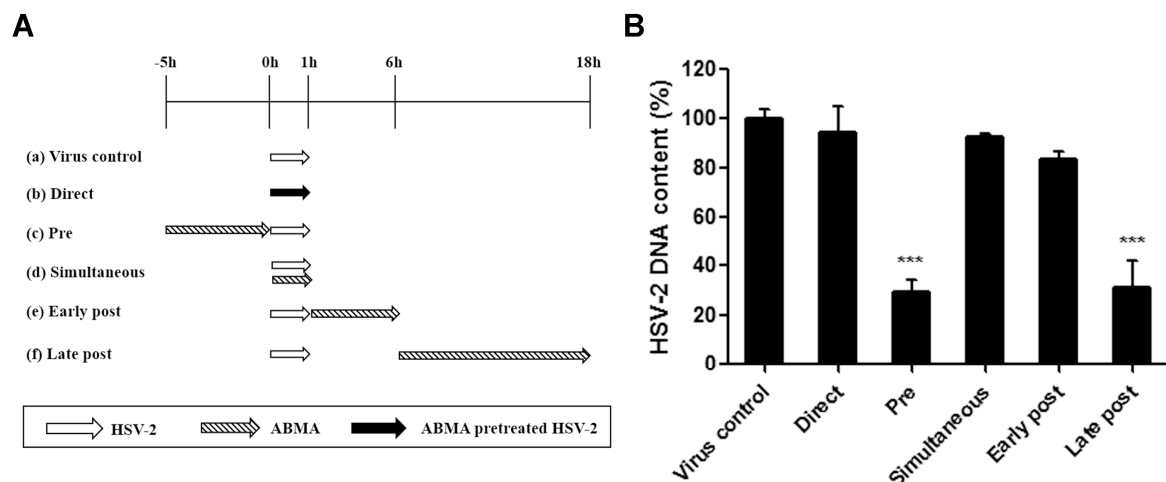 A
-5h 0h 1h 6h 18h
(a) Virus control
(b) Direct
(c) Pre
(d) Simultaneous
(e) Early post
(f) Late post
HSV-2 ABMA ABMA pretreated HSV-2
B
HSV-2 DNA content (%)
120
100
80
60
40
20
0
*** ***
Virus control Direct Pre Simultaneous Early post Late post